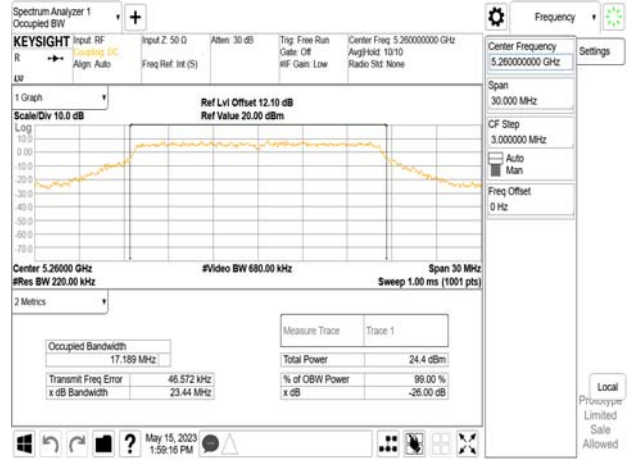 Spectrum Analyzer 1
Occupied BW
Frequency
KEYSIGHT
R
Input: RF
Coupling: DC
Align: Auto
Input Z: 50 Ω
Freq Ref: Int (S)
Atten: 30 dB
Trig: Free Run
Gate: Off
#IF Gain: Low
Center Freq: 5.260000000 GHz
Avg|Hold: 10/10
Radio Std: None
Center Frequency
5.260000000 GHz
Settings
Span
30.000 MHz
CF Step
3.000000 MHz
Auto
Man
Freq Offset
0 Hz
1 Graph
Scale/Div 10.0 dB
Ref Lvl Offset 12.10 dB
Ref Value 20.00 dBm
Log
10.0
0.00
-10.0
-20.0
-30.0
-40.0
-50.0
-60.0
-70.0
Center 5.26000 GHz
#Video BW 680.00 kHz
Span 30 MHz
#Res BW 220.00 kHz
Sweep 1.00 ms (1001 pts)
2 Metrics
Measure Trace
Trace 1
Occupied Bandwidth
17.189 MHz
Total Power
24.4 dBm
Transmit Freq Error
46.572 kHz
% of OBW Power
99.00 %
x dB Bandwidth
23.44 MHz
x dB
-26.00 dB
Local
Prototype
Limited
Sale
Allowed
May 15, 2023
1:59:16 PM